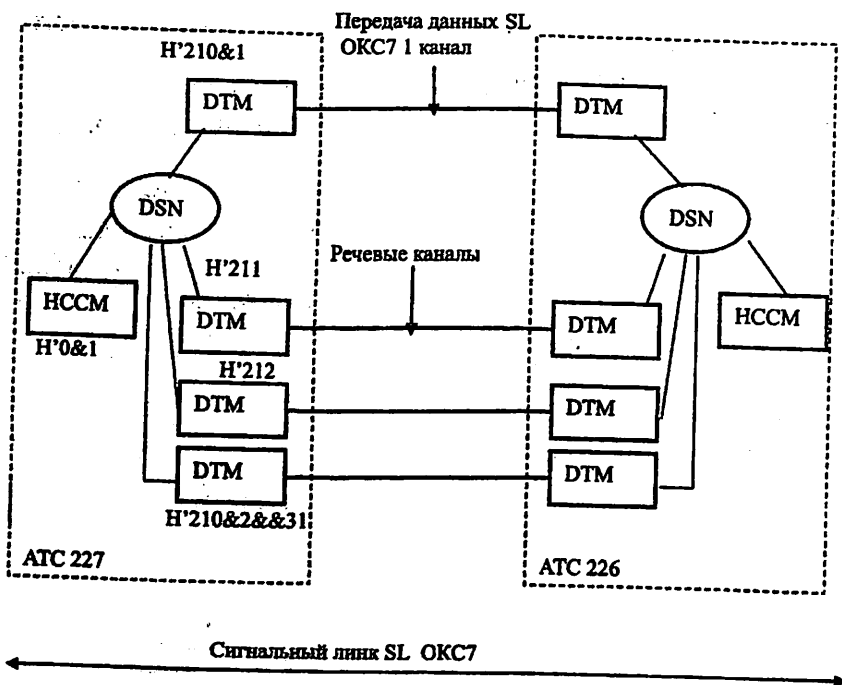 Передача данных SL
ОКС7 1 канал
H'210&1
DTM
DTM
DSN
DSN
H'211
Речевые каналы
HCCM
H'0&1
DTM
DTM
HCCM
H'212
DTM
DTM
DTM
DTM
H'210&2&&31
АТС 227
АТС 226
Сигнальный линк SL ОКС7